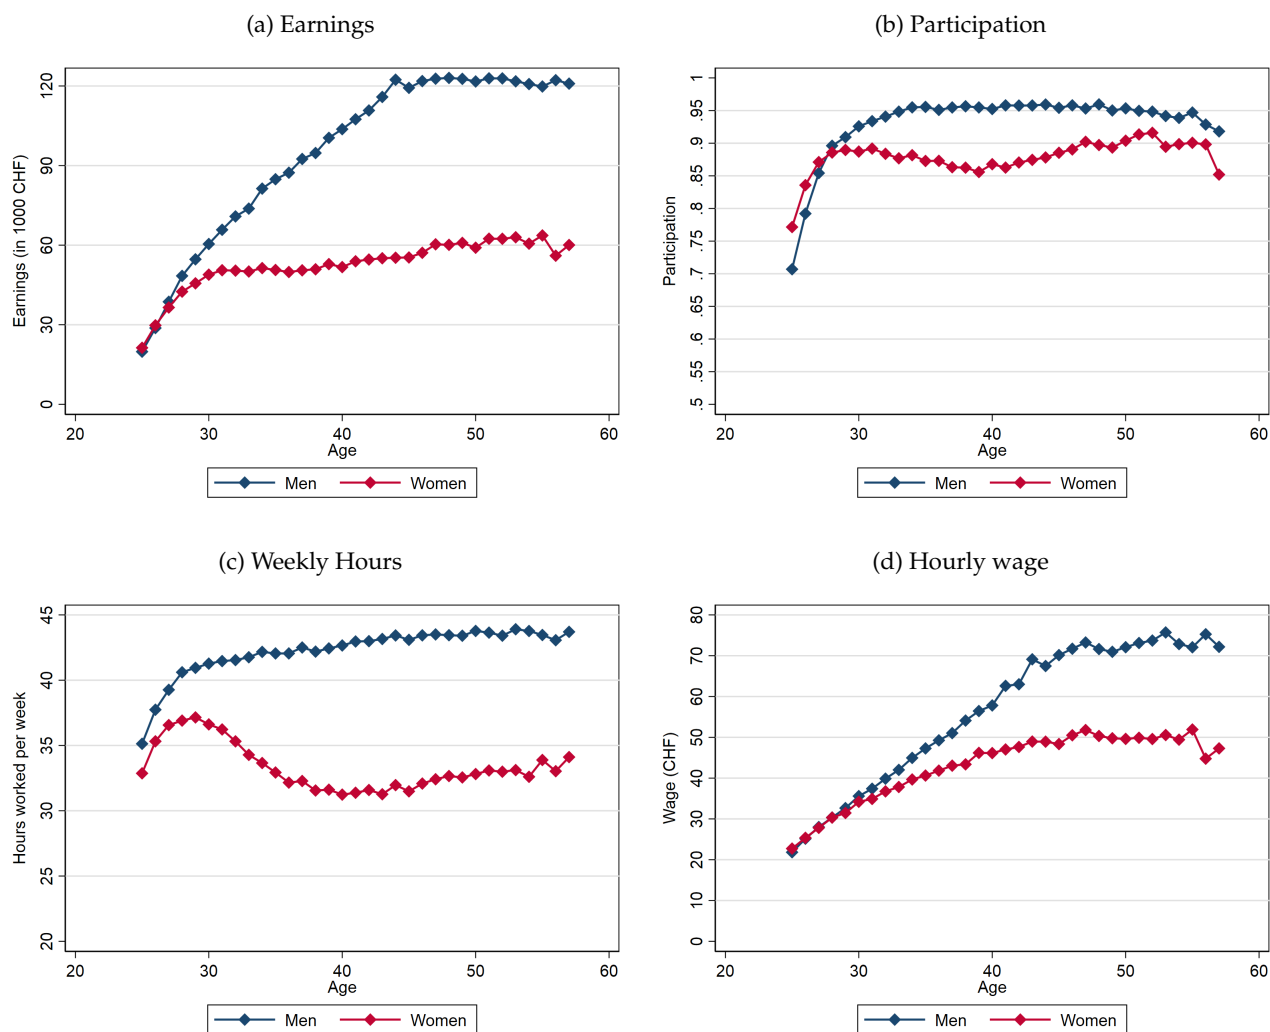 (a) Earnings
Earnings (in 1000 CHF)
120
90
60
30
0
20 30 40 50 60
Age
Men Women
(b) Participation
Participation
1
.95
.9
.85
.8
.75
.7
.65
.6
.55
.5
20 30 40 50 60
Age
Men Women
(c) Weekly Hours
Hours worked per week
45
40
35
30
25
20
20 30 40 50 60
Age
Men Women
(d) Hourly wage
Wage (CHF)
80
70
60
50
40
30
20
10
0
20 30 40 50 60
Age
Men Women